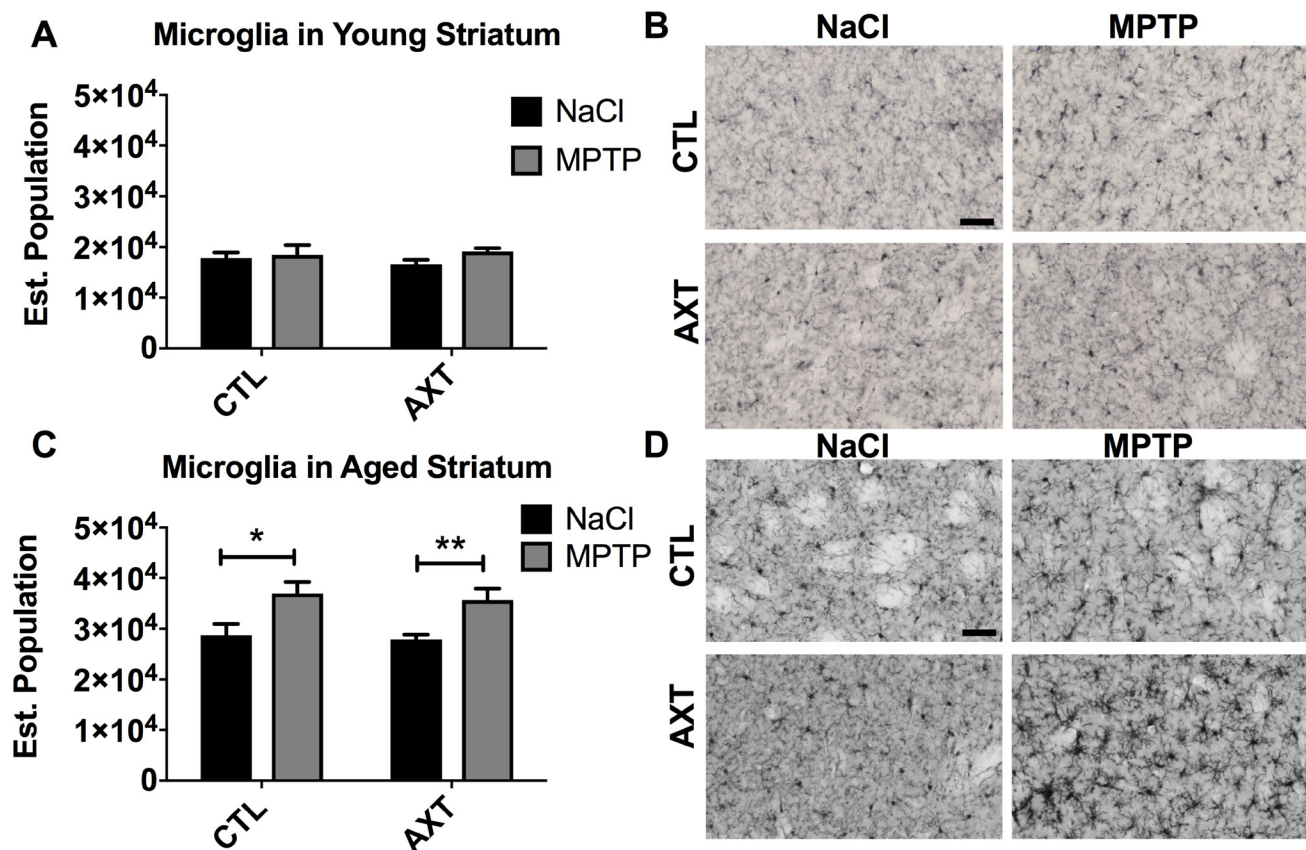 A
Microglia in Young Striatum
Est. Population
5×10⁴
4×10⁴
3×10⁴
2×10⁴
1×10⁴
0
NaCl
MPTP
CTL
AXT
B
NaCl
MPTP
CTL
AXT
C
Microglia in Aged Striatum
Est. Population
5×10⁴
4×10⁴
3×10⁴
2×10⁴
1×10⁴
0
NaCl
MPTP
*
**
CTL
AXT
D
NaCl
MPTP
CTL
AXT